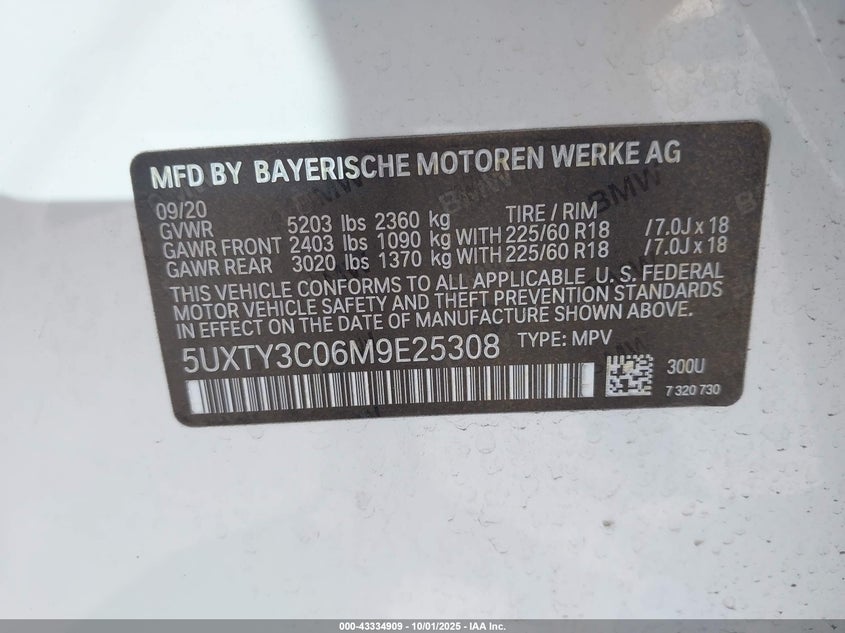 MFD BY BAYERISCHE MOTOREN WERKE AG
09/20 TIRE / RIM
GVWR 5203 lbs 2360 kg
GAWR FRONT 2403 lbs 1090 kg WITH 225/60 R18 /7.0J x 18
GAWR REAR 3020 lbs 1370 kg WITH 225/60 R18 /7.0J x 18
THIS VEHICLE CONFORMS TO ALL APPLICABLE U. S. FEDERAL
MOTOR VEHICLE SAFETY AND THEFT PREVENTION STANDARDS
IN EFFECT ON THE DATE OF MANUFACTURE SHOWN ABOVE.
5UXTY3C06M9E25308 TYPE: MPV
300U
7 320 730
000-43334909 - 10/01/2025 - IAA Inc.